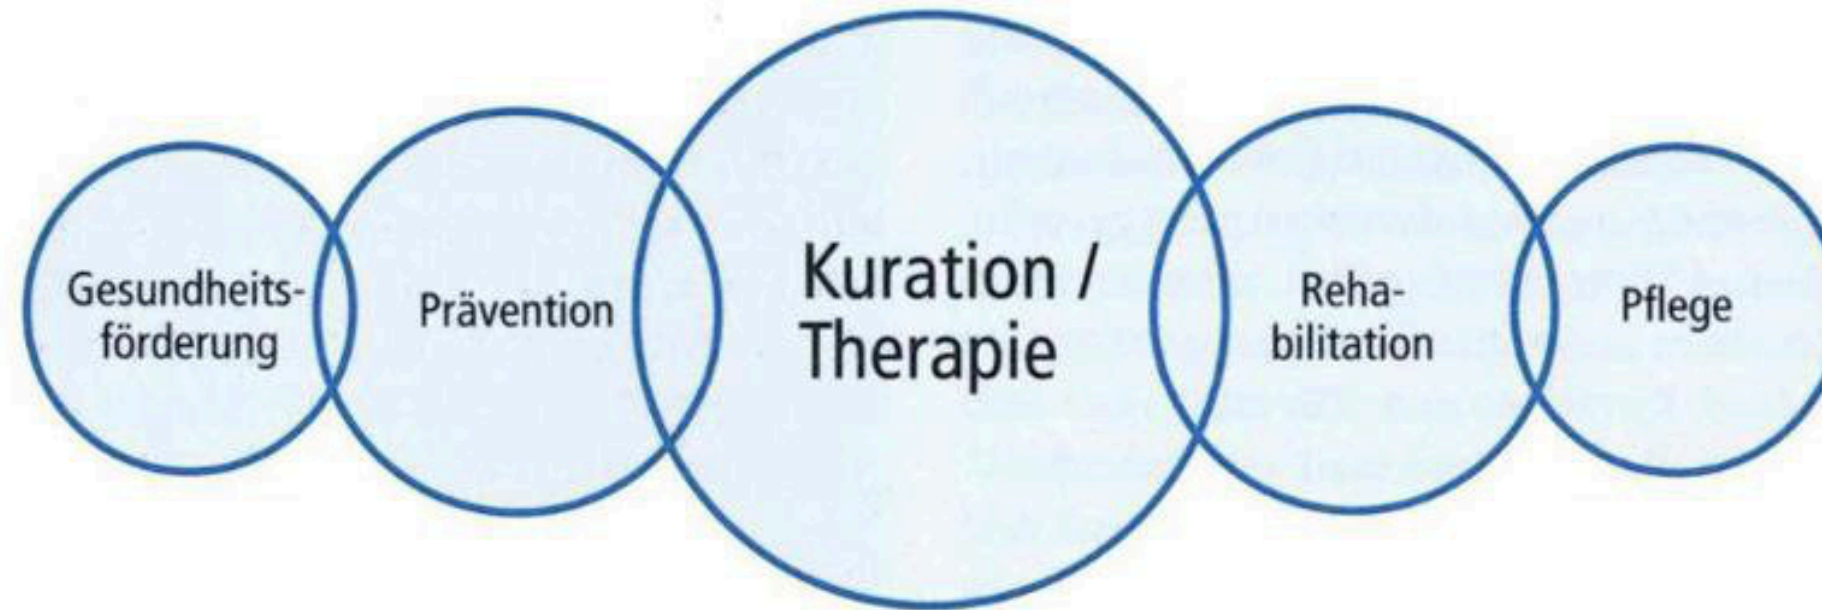 Gesundheits-
förderung
Prävention
Kuration /
Therapie
Reha-
bilitation
Pflege